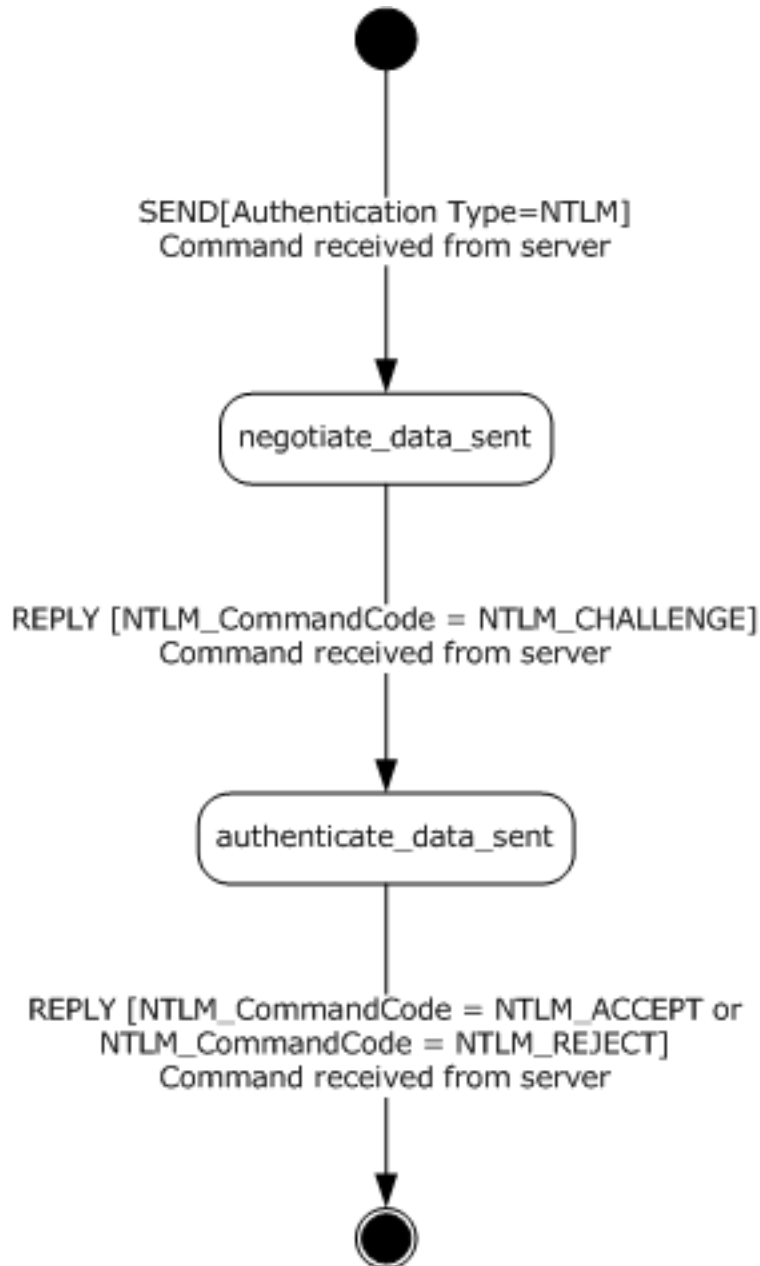 SEND[Authentication Type=NTLM]
Command received from server
negotiate_data_sent
REPLY [NTLM_CommandCode = NTLM_CHALLENGE]
Command received from server
authenticate_data_sent
REPLY [NTLM_CommandCode = NTLM_ACCEPT or
NTLM_CommandCode = NTLM_REJECT]
Command received from server